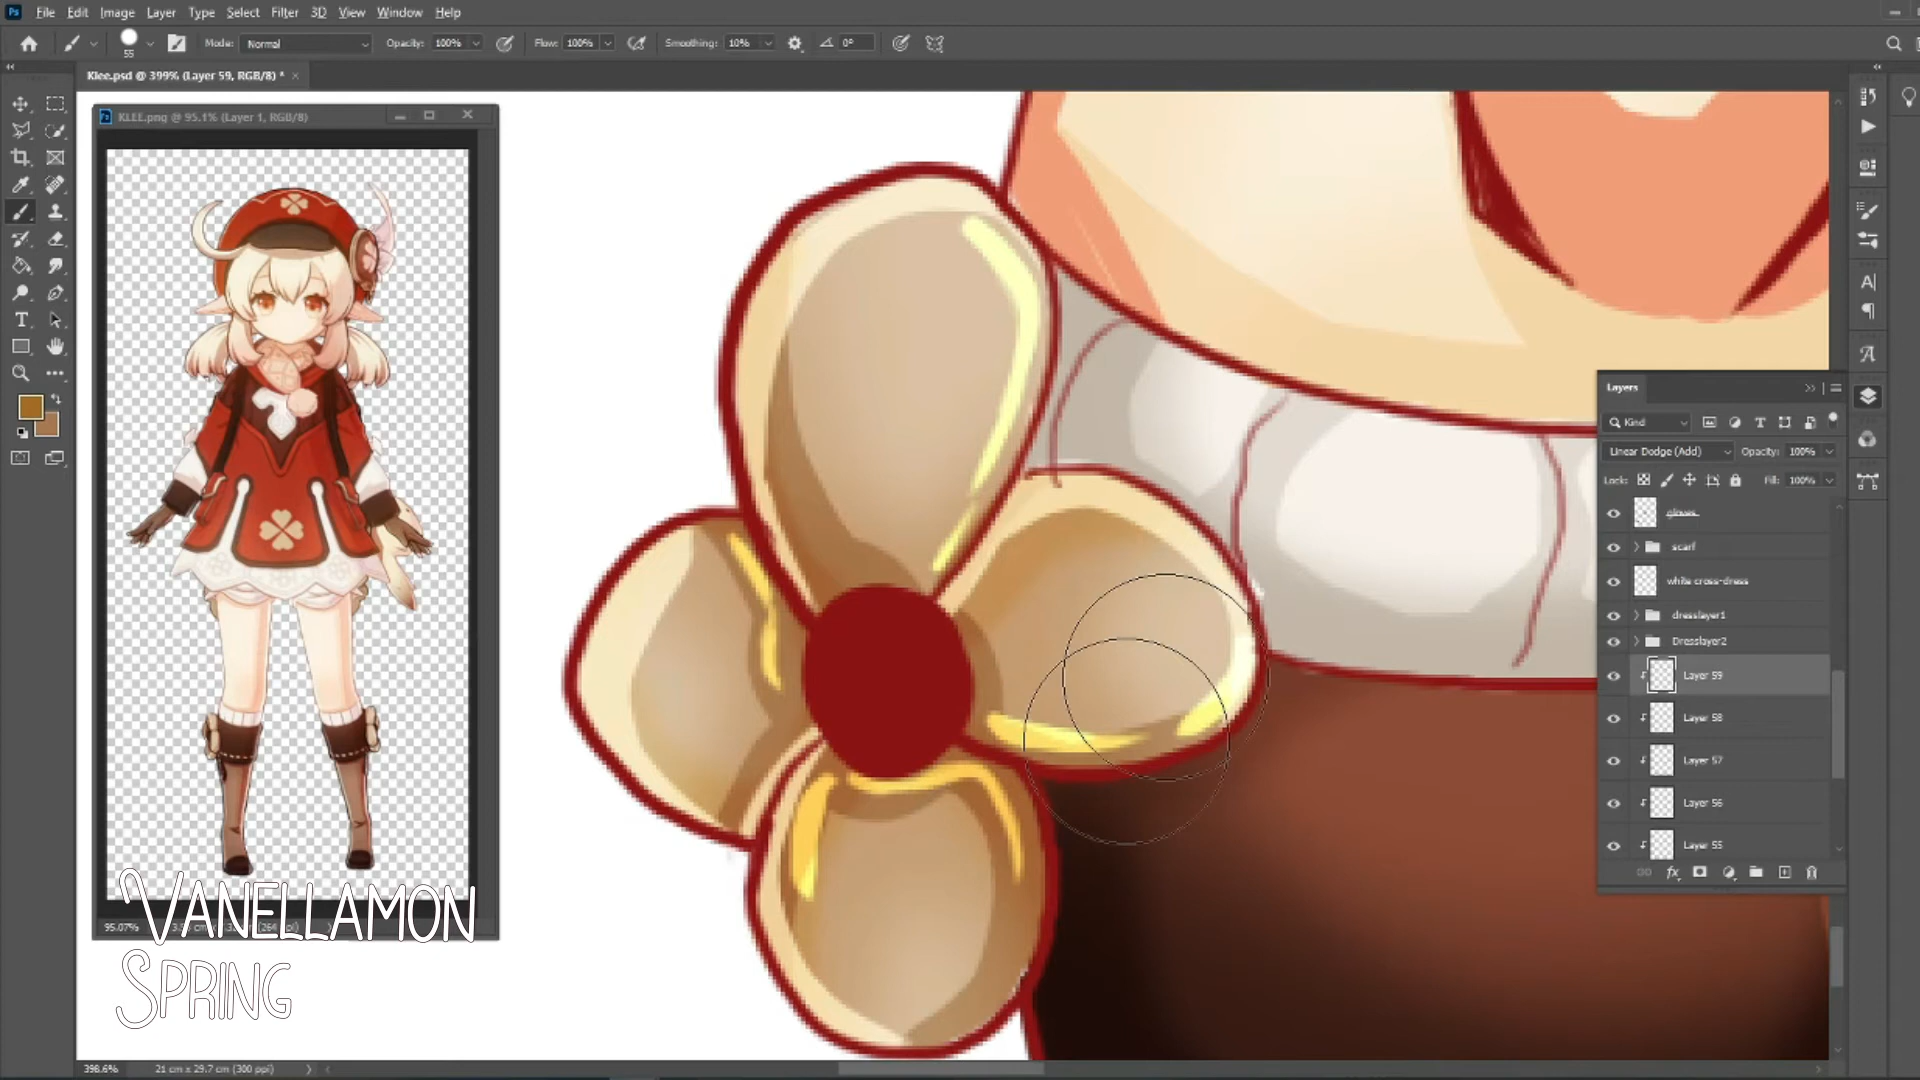 Ps File Edit Image Layer Type Select Filter 3D View Window Help
55 Mode: Normal Opacity: 100% Flow: 100% Smoothing: 10% 0°
Klee.psd @ 399% (Layer 59, RGB/8) * ×
KLEE.png @ 95.1% (Layer 1, RGB/8)
Layers
Kind
Linear Dodge (Add) Opacity: 100%
Lock: Fill: 100%
gloves
scarf
white cross-dress
dresslayer1
Dresslayer2
Layer 59
Layer 58
Layer 57
Layer 56
Layer 55
95.07%
VANELLAMON
SPRING
398.6% 21 cm x 29.7 cm (300 ppi)